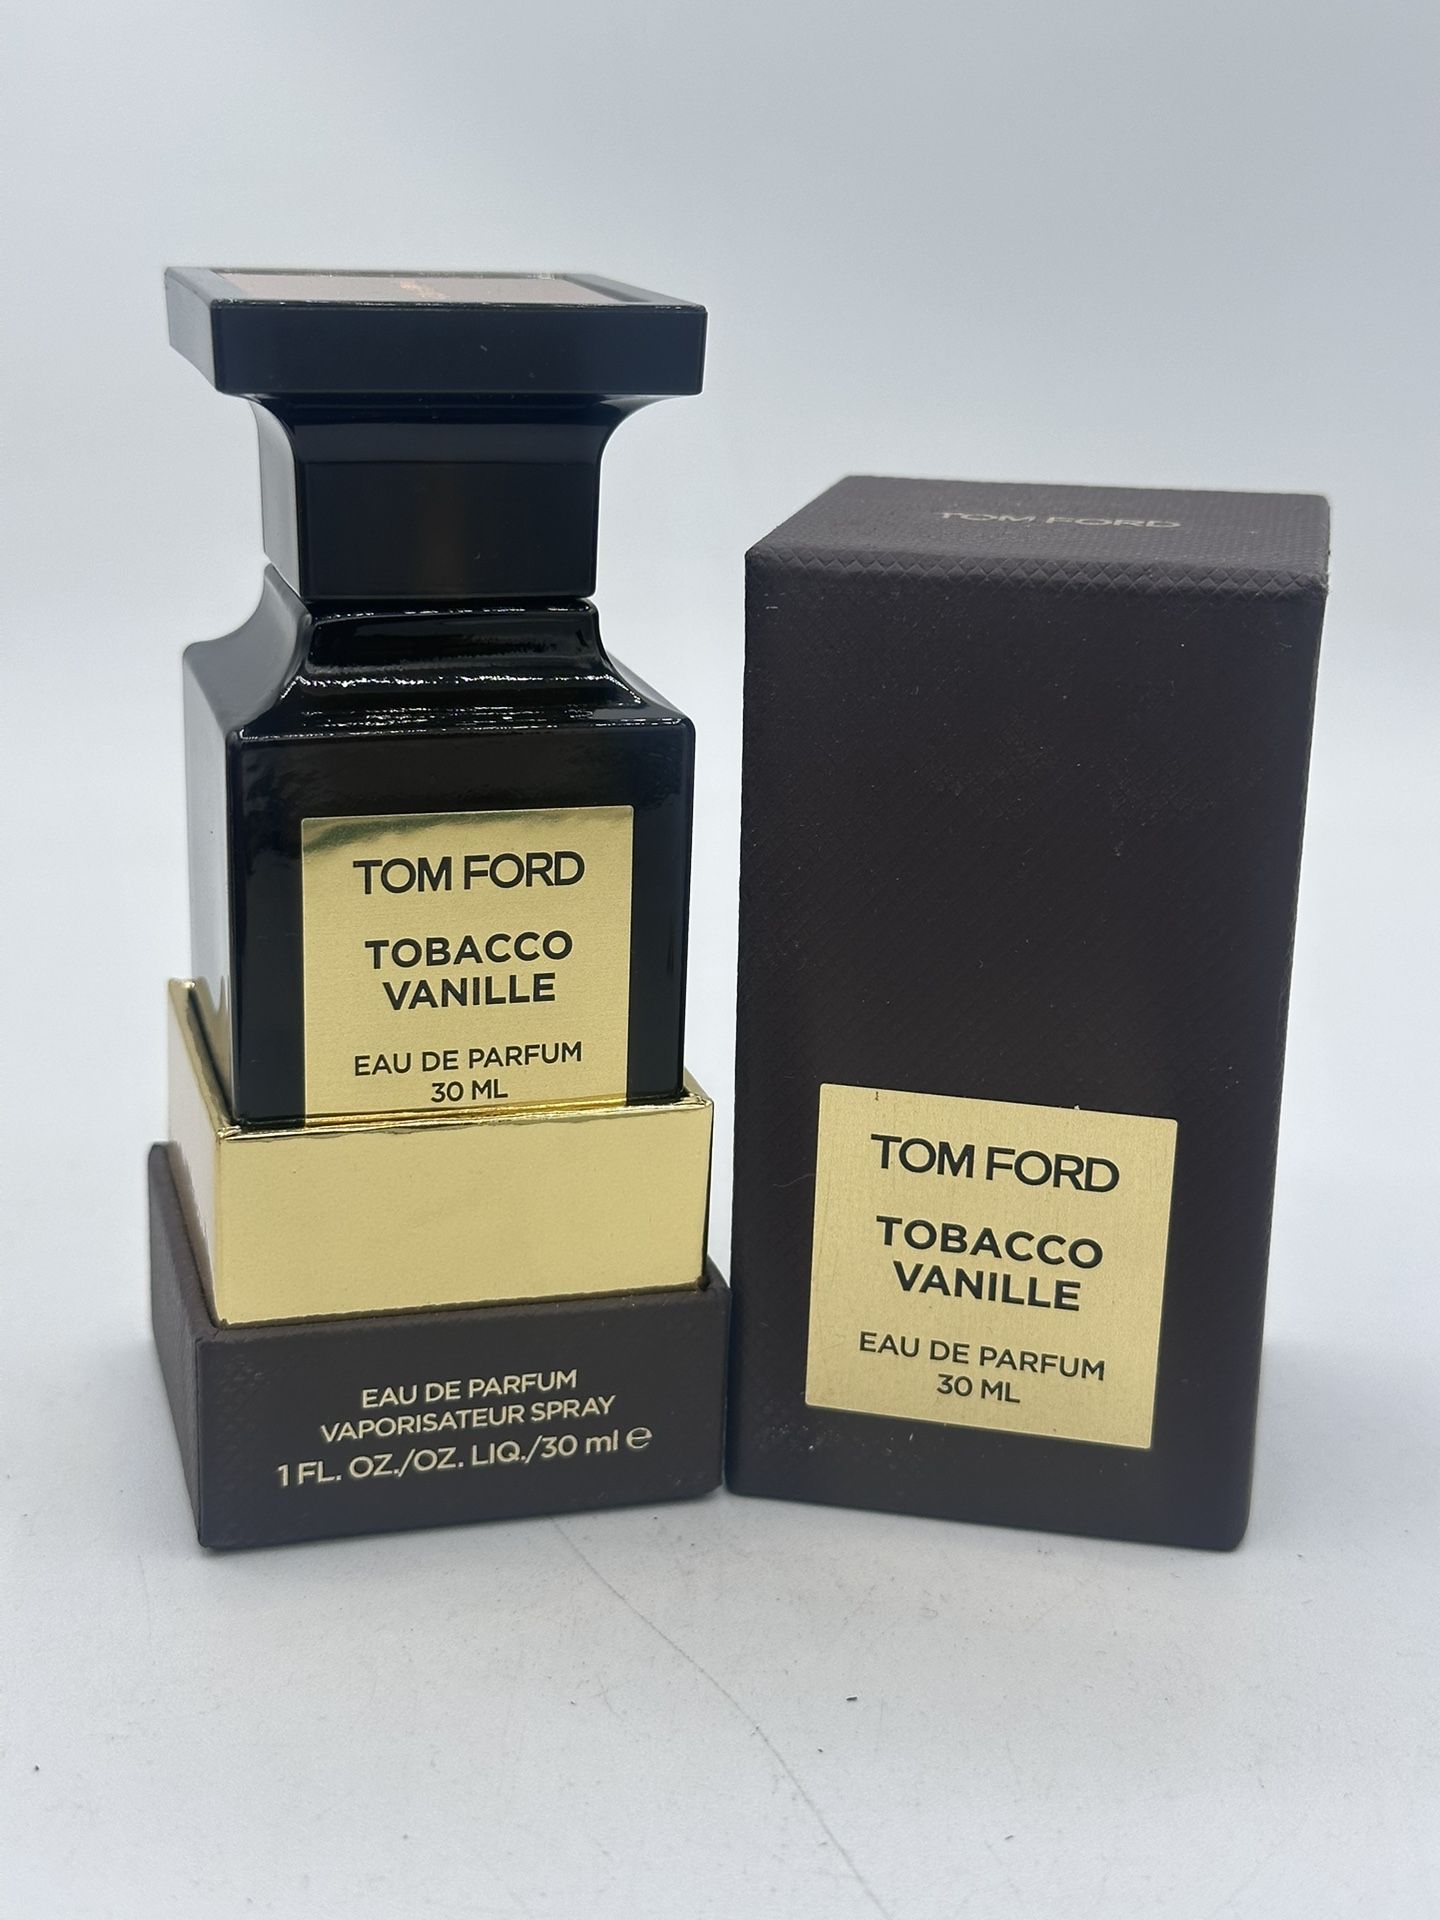 TOM FORD
TOBACCO
VANILLE
EAU DE PARFUM
30 ML
EAU DE PARFUM
VAPORISATEUR SPRAY
1 FL. OZ./OZ. LIQ./30 ml ℮
TOM FORD
TOM FORD
TOBACCO
VANILLE
EAU DE PARFUM
30 ML